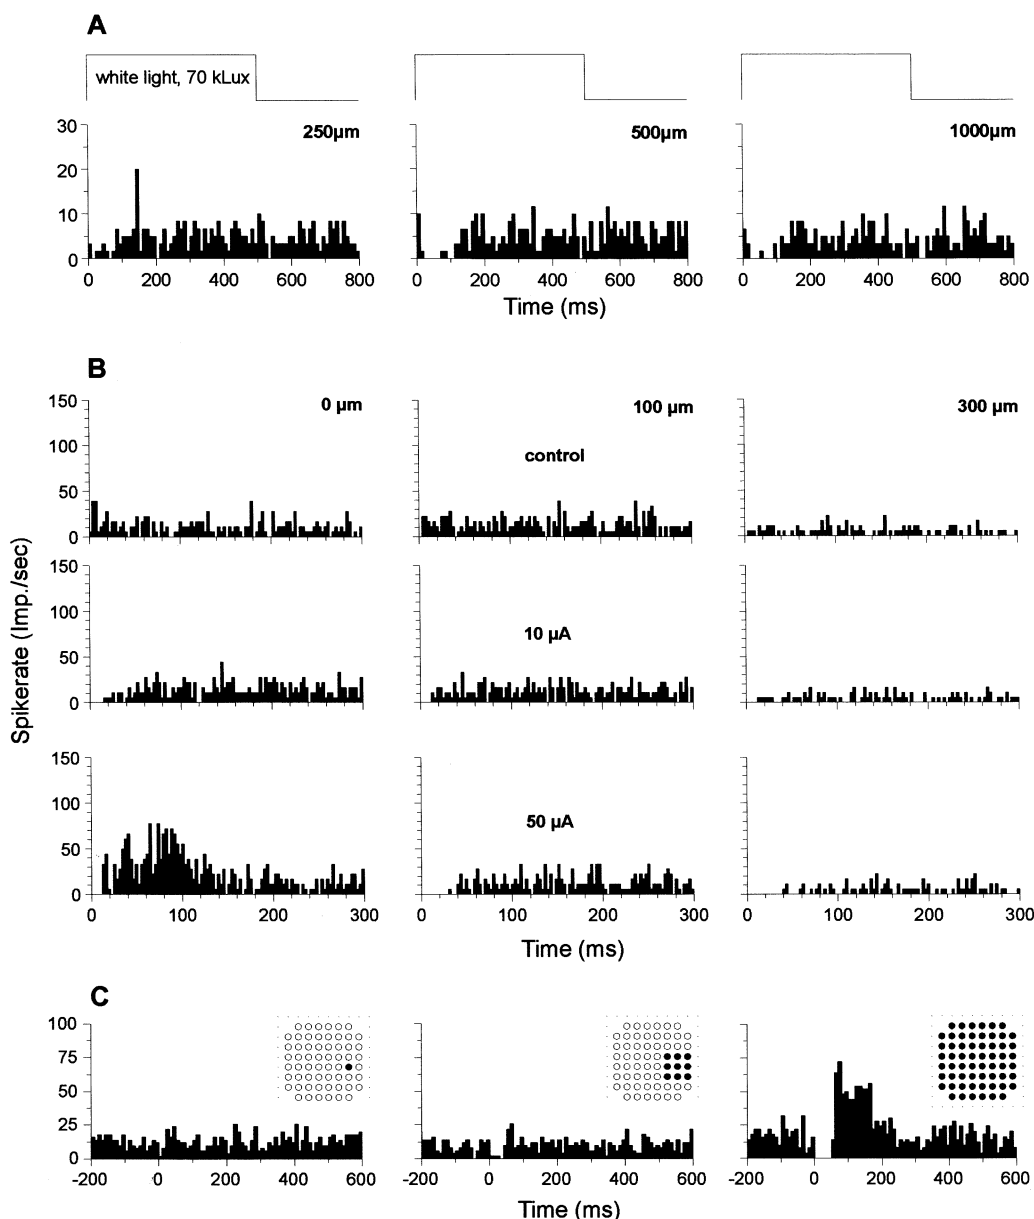 A
white light, 70 kLux
250µm 500µm 1000µm
30
20
10
0
0 200 400 600 800 0 200 400 600 800 0 200 400 600 800
Time (ms)
B
0 µm 100 µm 300 µm
150
100
50
0
control
150
100
50
0
10 µA
150
100
50
0
50 µA
Spikerate (Imp./sec)
0 100 200 300 0 100 200 300 0 100 200 300
Time (ms)
C
100
75
50
25
0
-200 0 200 400 600 -200 0 200 400 600 -200 0 200 400 600
Time (ms)